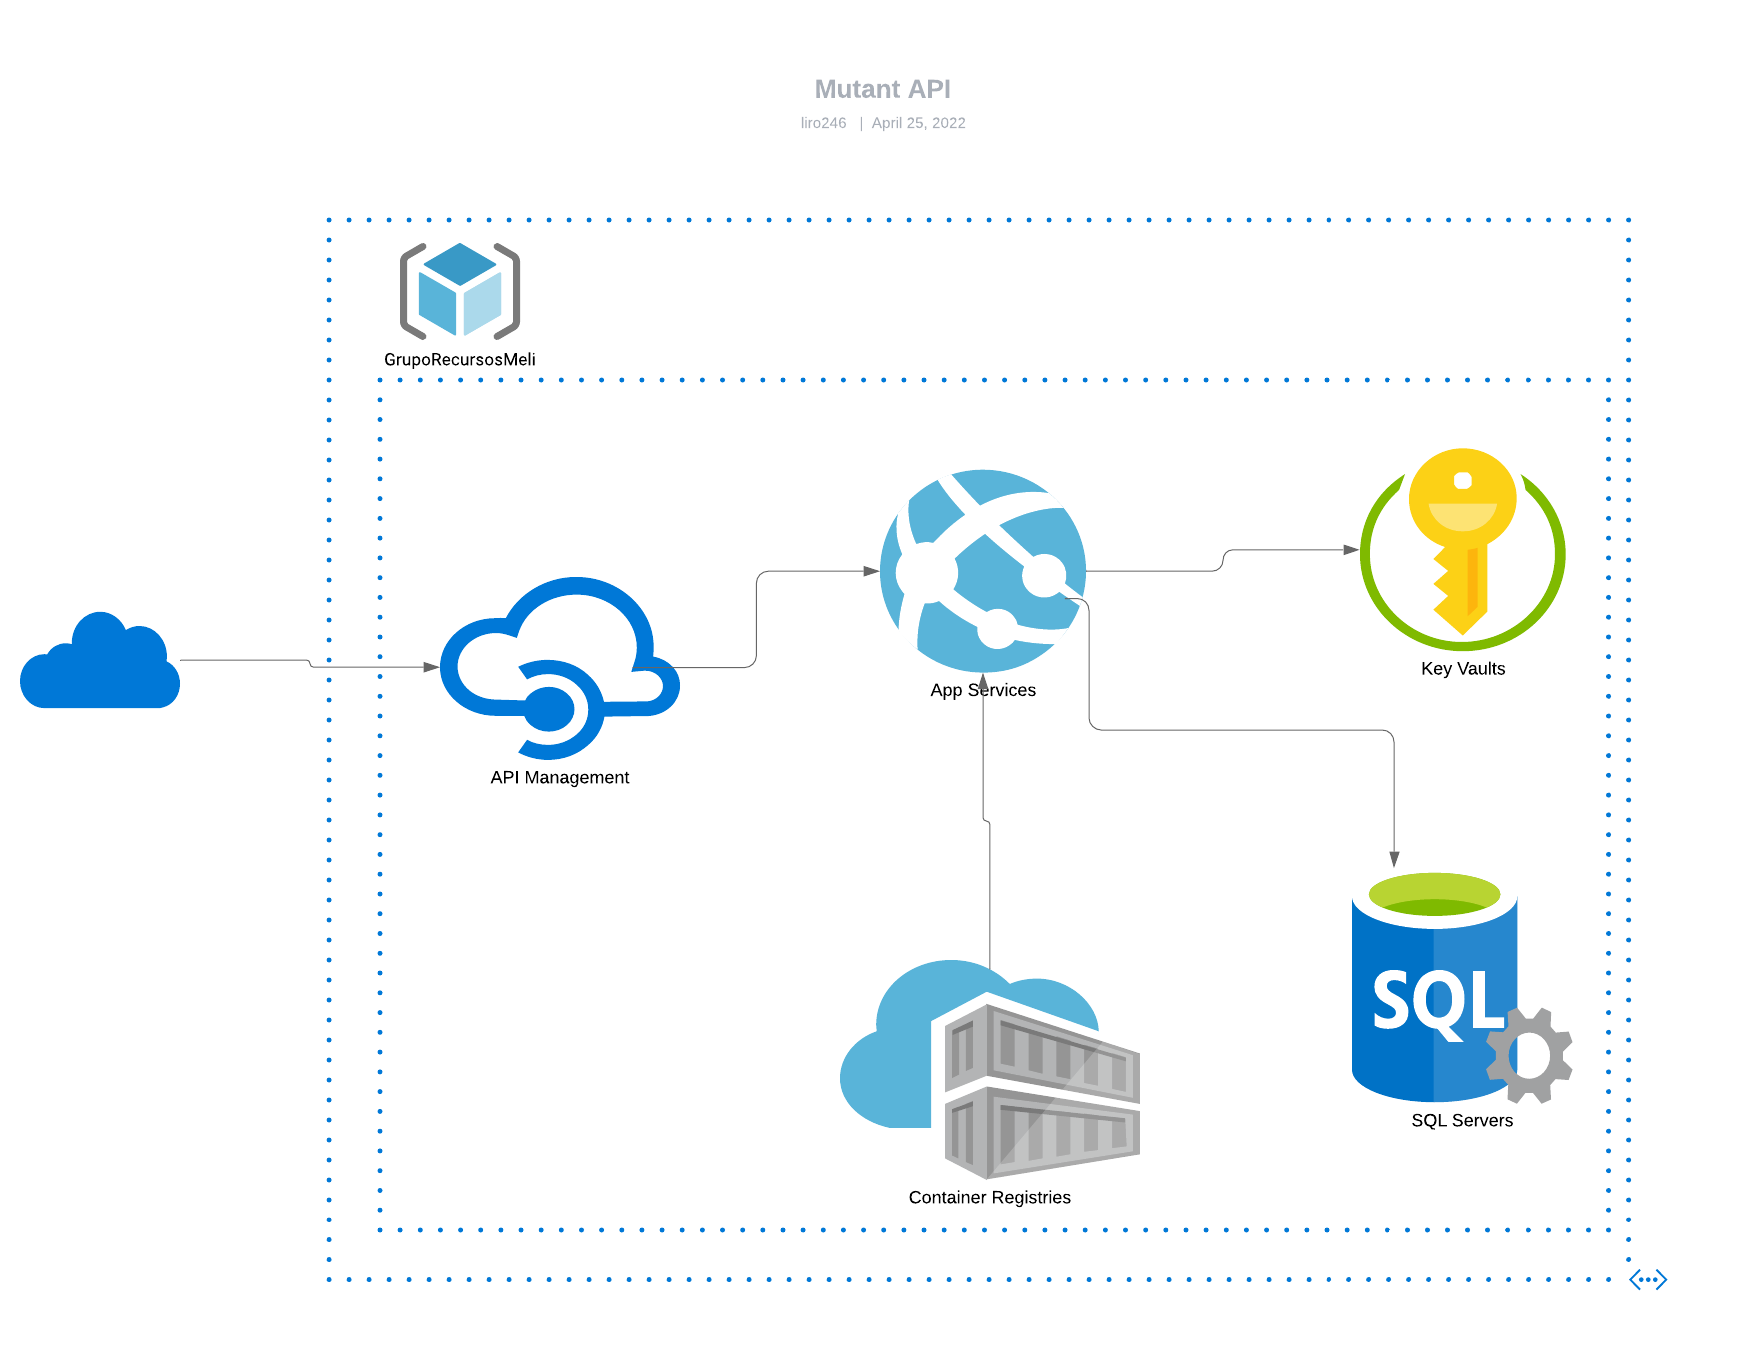 Mutant API
liro246 | April 25, 2022
GrupoRecursosMeli
App Services
Key Vaults
API Management
SQL
SQL Servers
Container Registries